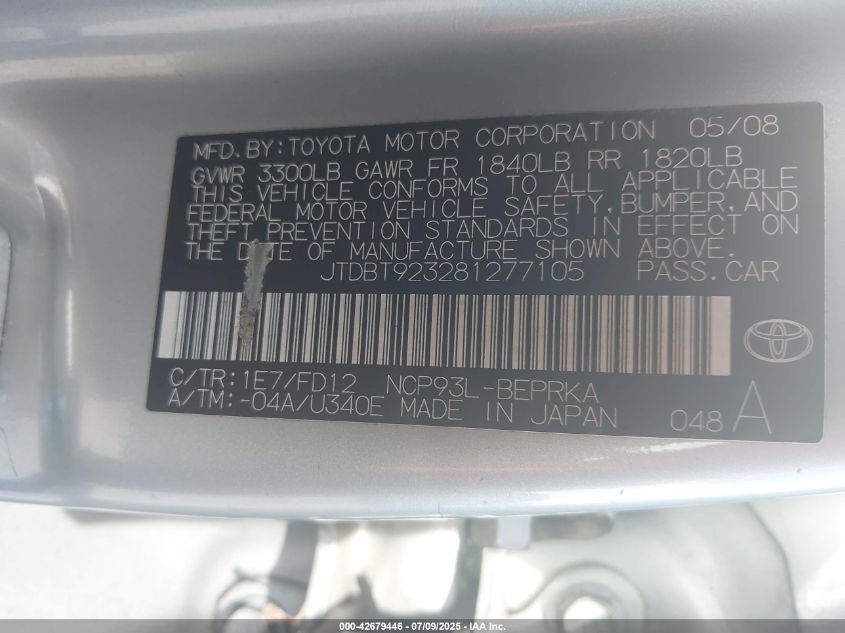 MFD.BY:TOYOTA MOTOR CORPORATION 05/08
GVWR 3300LB GAWR FR 1840LB RR 1820LB
THIS VEHICLE CONFORMS TO ALL APPLICABLE
FEDERAL MOTOR VEHICLE SAFETY,BUMPER,AND
THEFT PREVENTION STANDARDS IN EFFECT ON
THE DATE OF MANUFACTURE SHOWN ABOVE.
JTDBT923281277105 PASS.CAR
C/TR:1E7/FD12 NCP93L-BEPRKA
A/TM:-04A/U340E MADE IN JAPAN 048 A
000-42679446 - 07/09/2025 - IAA Inc.